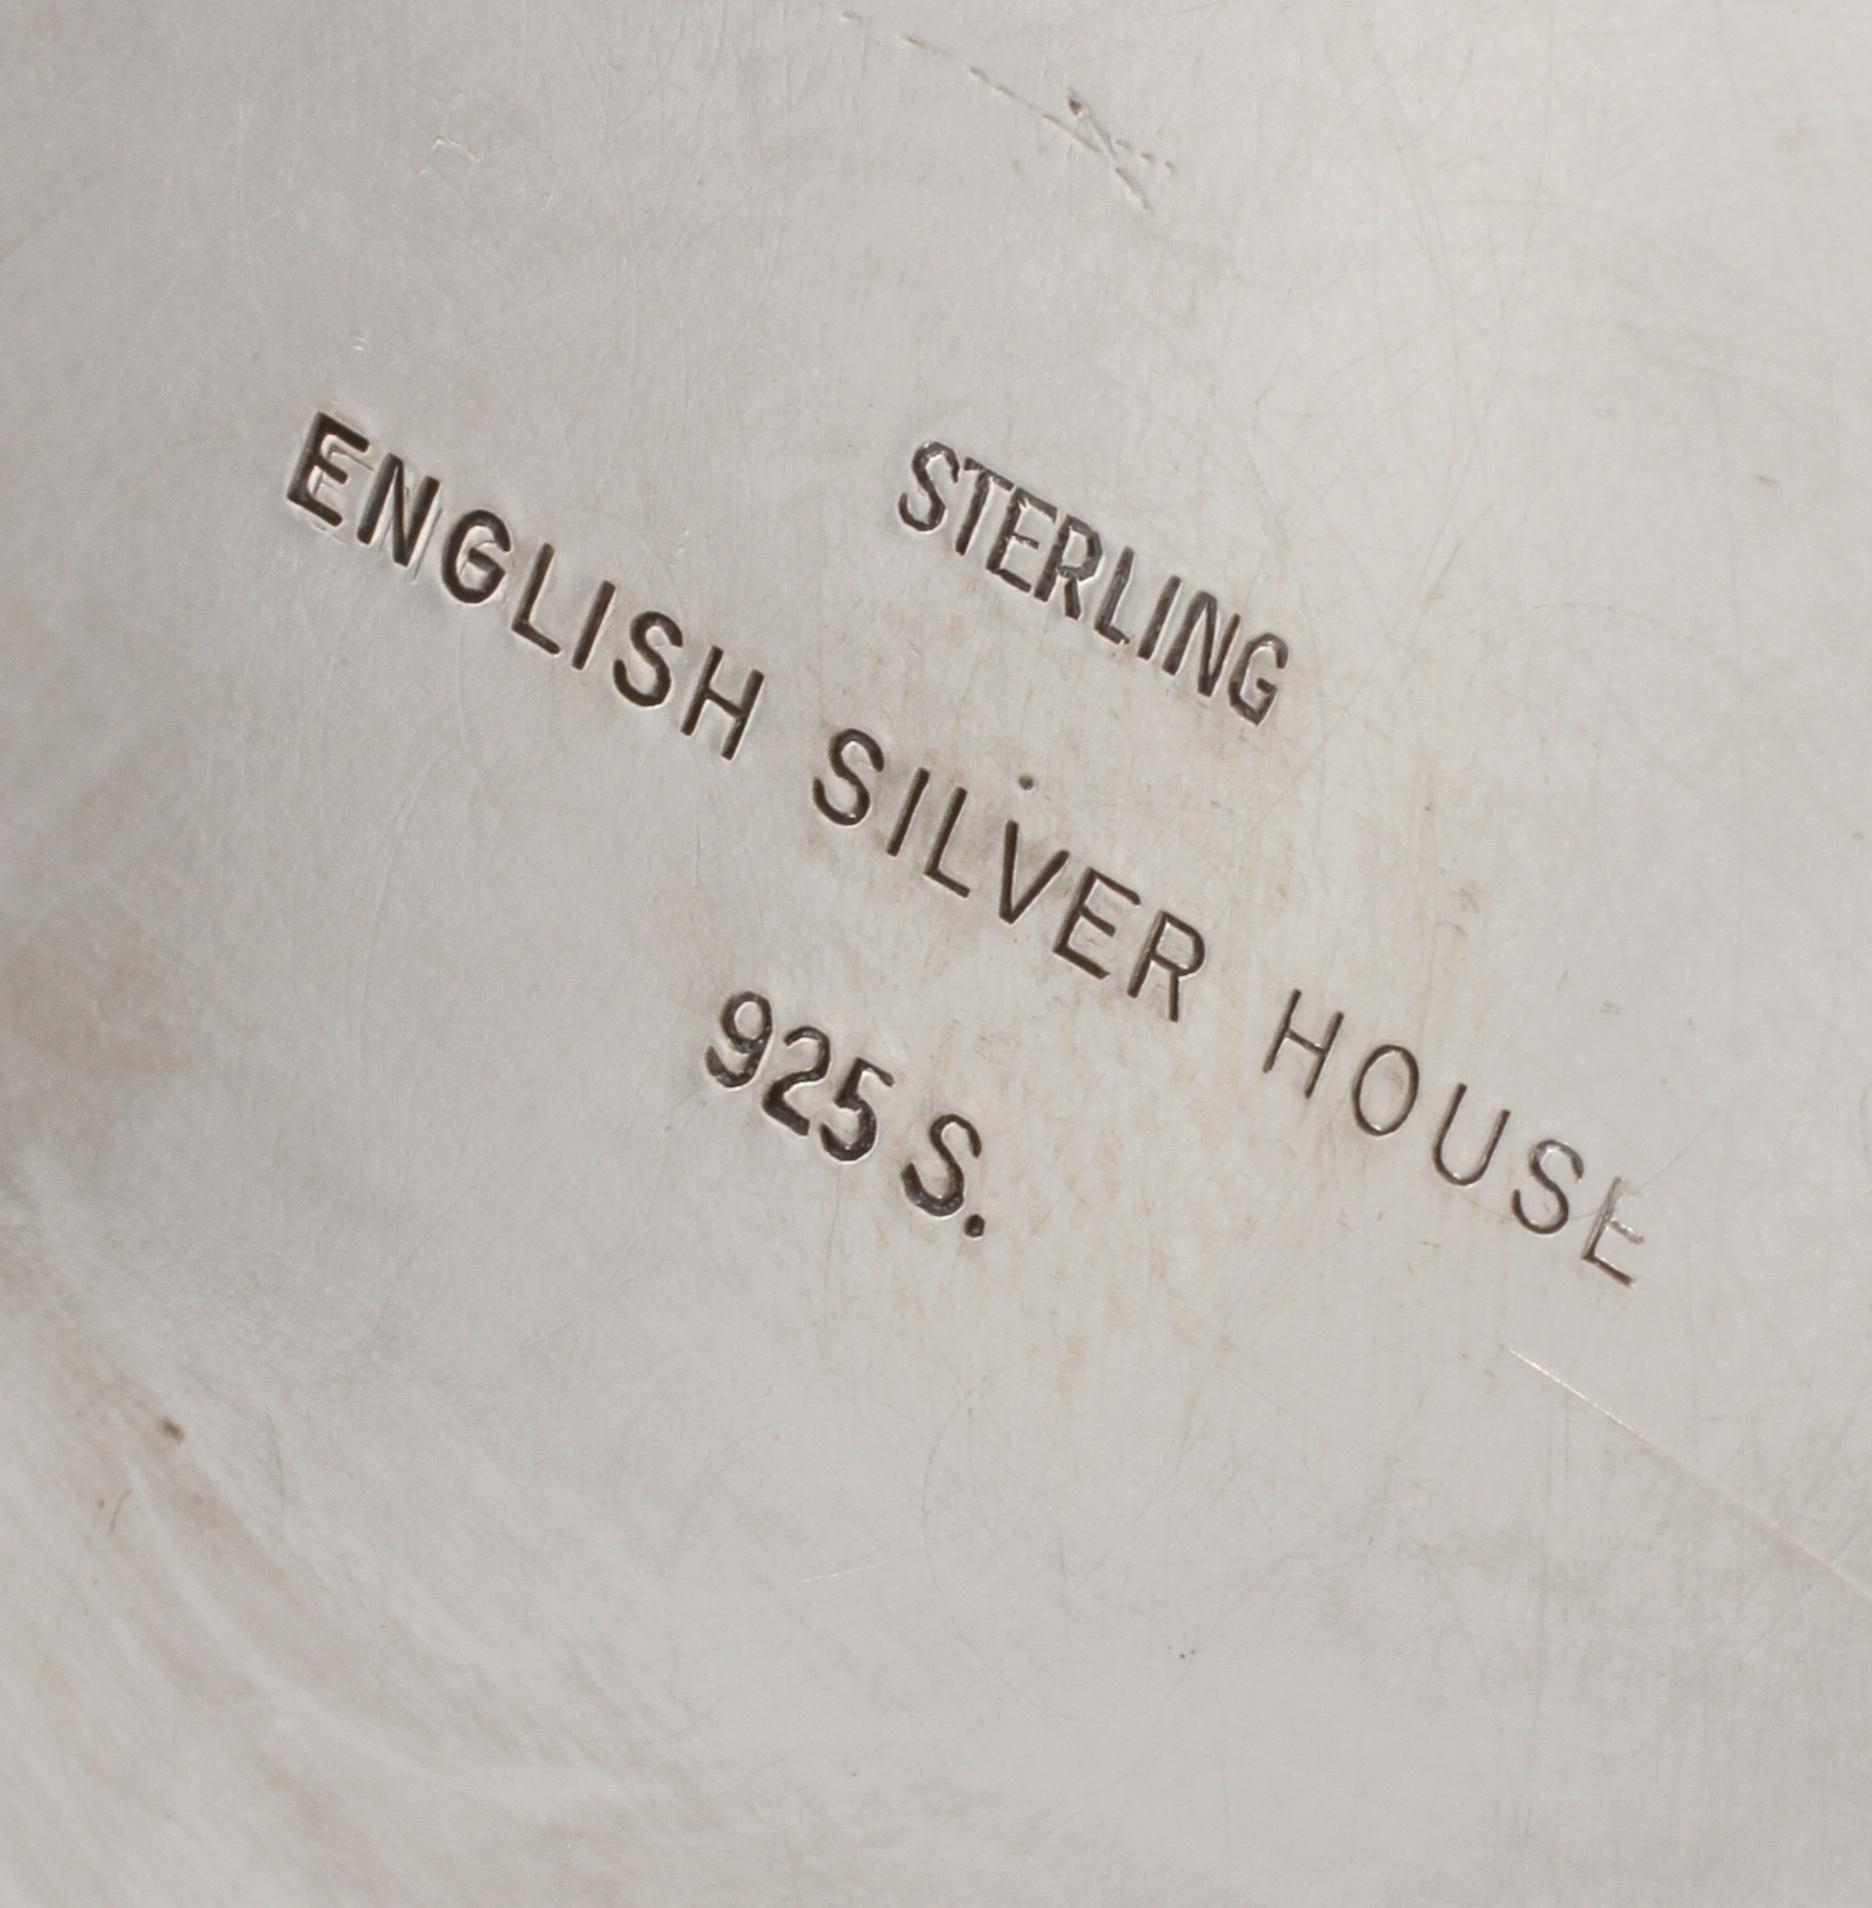 STERLING
ENGLISH SILVER HOUSE
925 S.